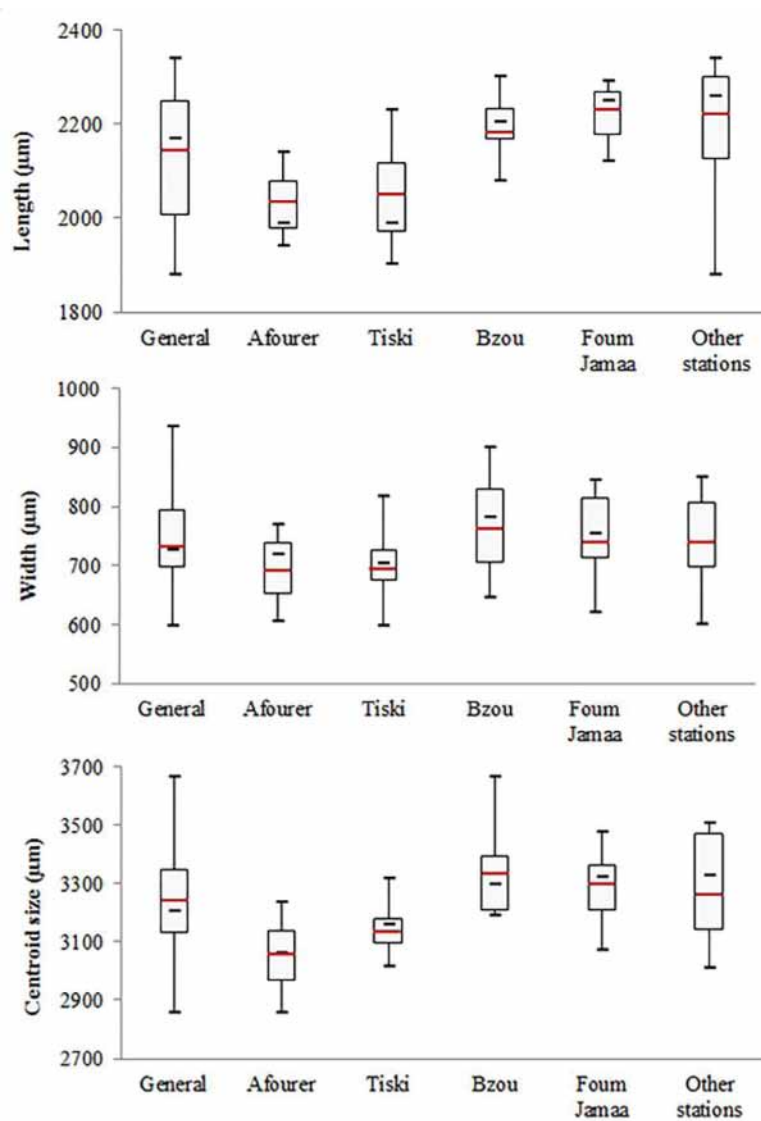 2400
2200
2000
1800
Length (µm)
General Afourer Tiski Bzou Foum Jamaa Other stations
1000
900
800
700
600
500
Width (µm)
General Afourer Tiski Bzou Foum Jamaa Other stations
3700
3500
3300
3100
2900
2700
Centroid size (µm)
General Afourer Tiski Bzou Foum Jamaa Other stations